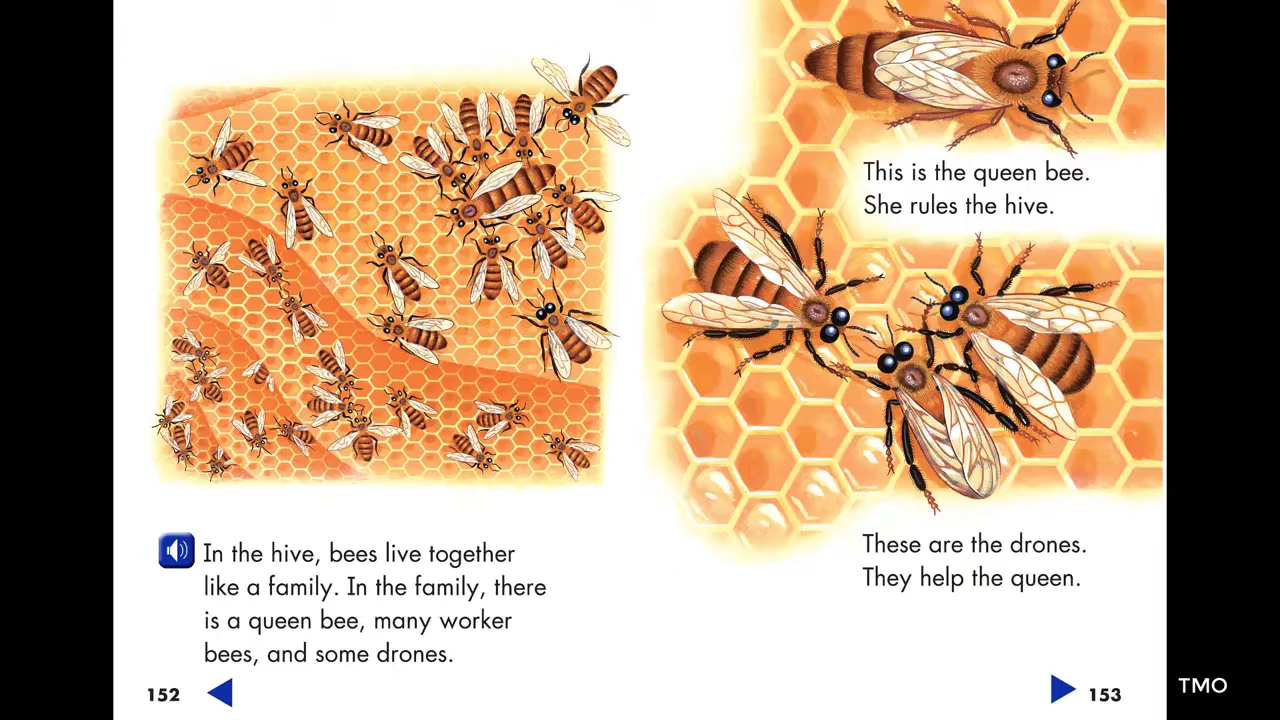 In the hive, bees live together
like a family. In the family, there
is a queen bee, many worker
bees, and some drones.
152
This is the queen bee.
She rules the hive.
These are the drones.
They help the queen.
153
TMO